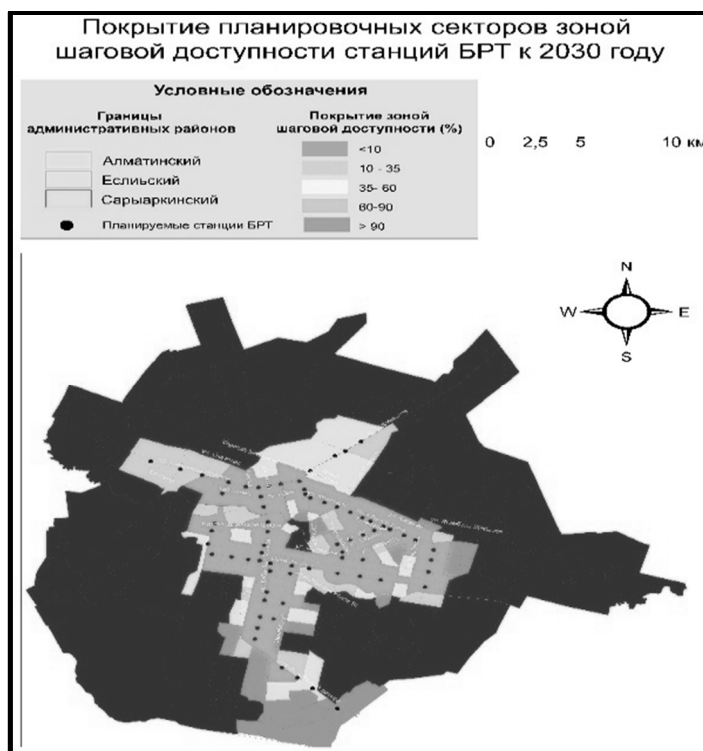 Покрытие планировочных секторов зоной
шаговой доступности станций БРТ к 2030 году
Условные обозначения
Границы
административных районов
Алматинский
Еслиьский
Сарыаркинский
Планируемые станции БРТ
Покрытие зоной
шаговой доступности (%)
<10
10 - 35
35- 60
60-90
> 90
0 2,5 5 10 км
N
W E
S